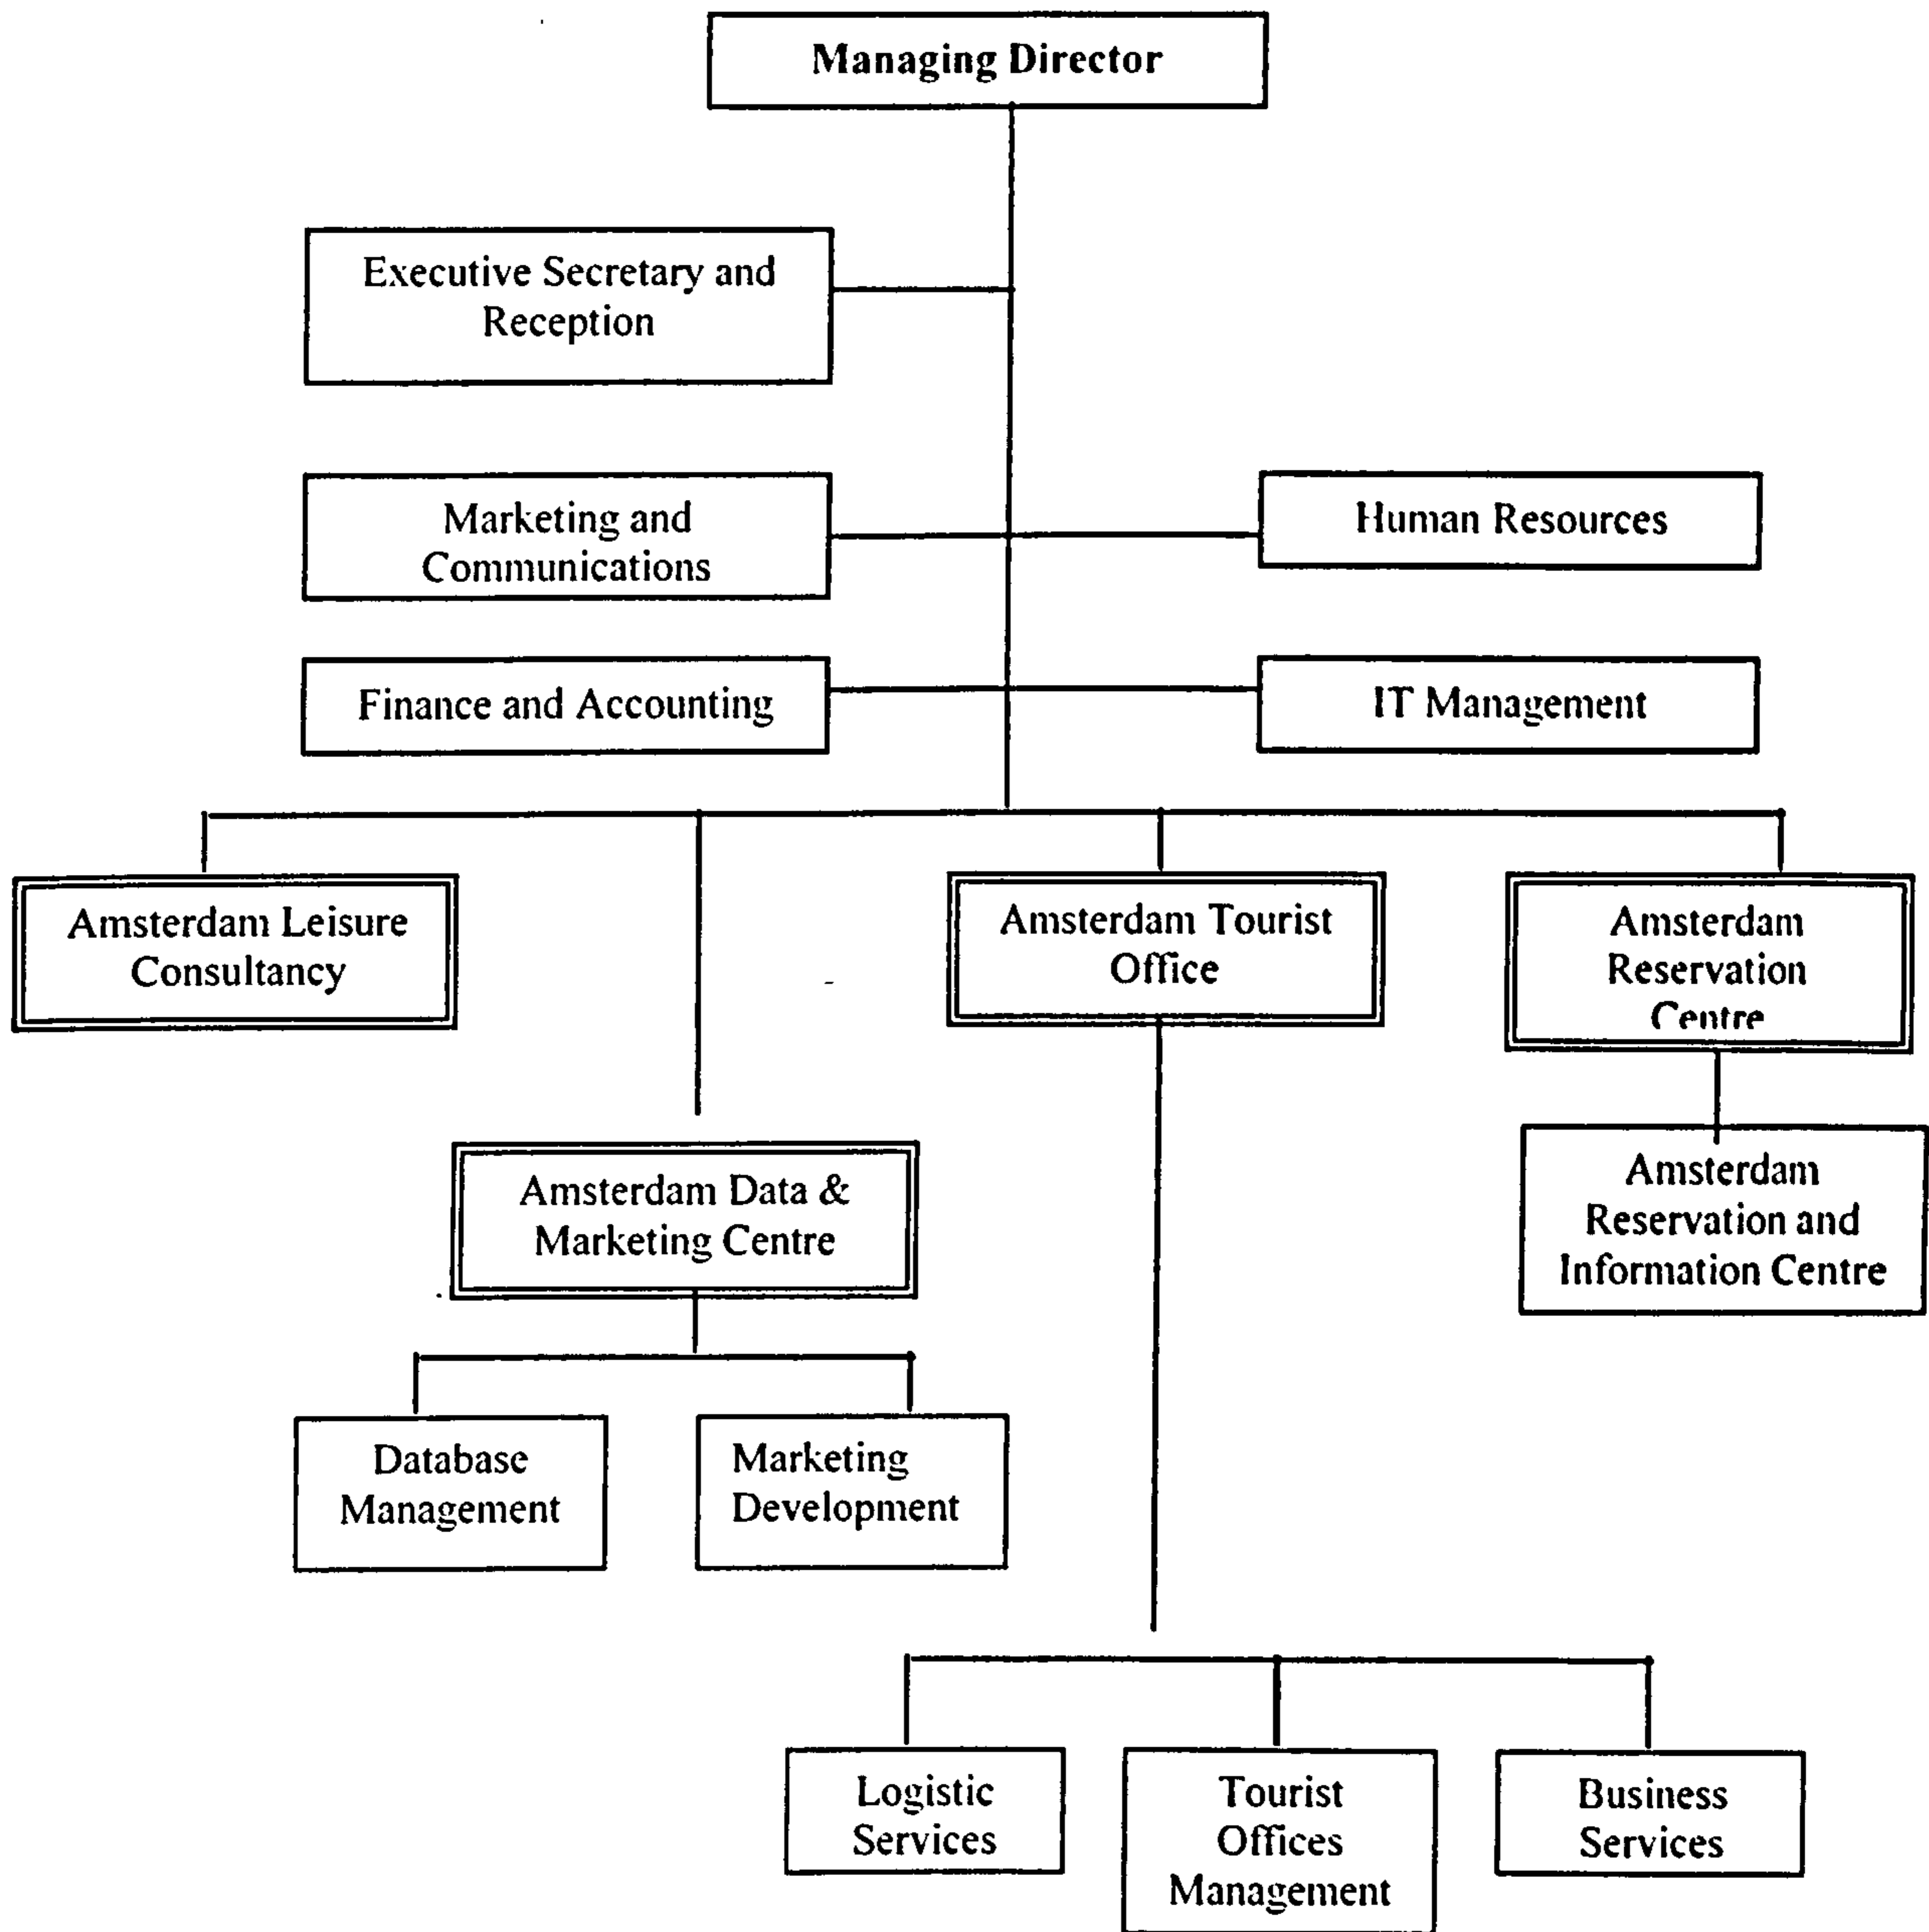 Managing Director
Executive Secretary and
Reception
Marketing and
Communications
Human Resources
Finance and Accounting
IT Management
Amsterdam Leisure
Consultancy
Amsterdam Tourist
Office
Amsterdam
Reservation
Centre
Amsterdam Data &
Marketing Centre
Amsterdam
Reservation and
Information Centre
Database
Management
Marketing
Development
Logistic
Services
Tourist
Offices
Management
Business
Services